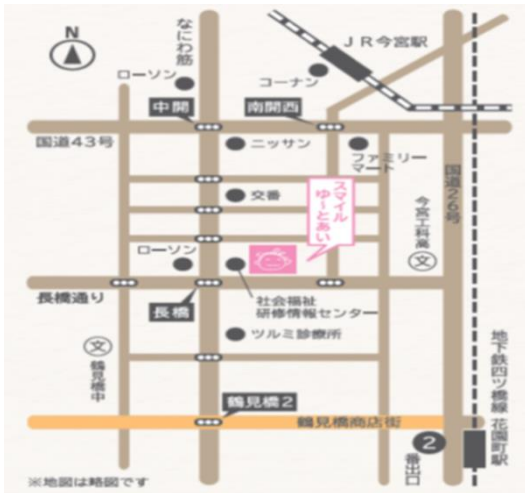 N
なにわ筋
JR今宮駅
ローソン
コーナン
中開
南開西
国道43号
ニッサン
ファミリー
マート
国道26号
交番
スマイル
ゆ〜とあい
今宮工科高
文
ローソン
長橋通り
社会福祉
研修情報センター
長橋
ツルミ診療所
文
鶴見橋中
地下鉄四ツ橋線
花園町駅
鶴見橋2
鶴見橋商店街
2
番出口
※地図は略図です